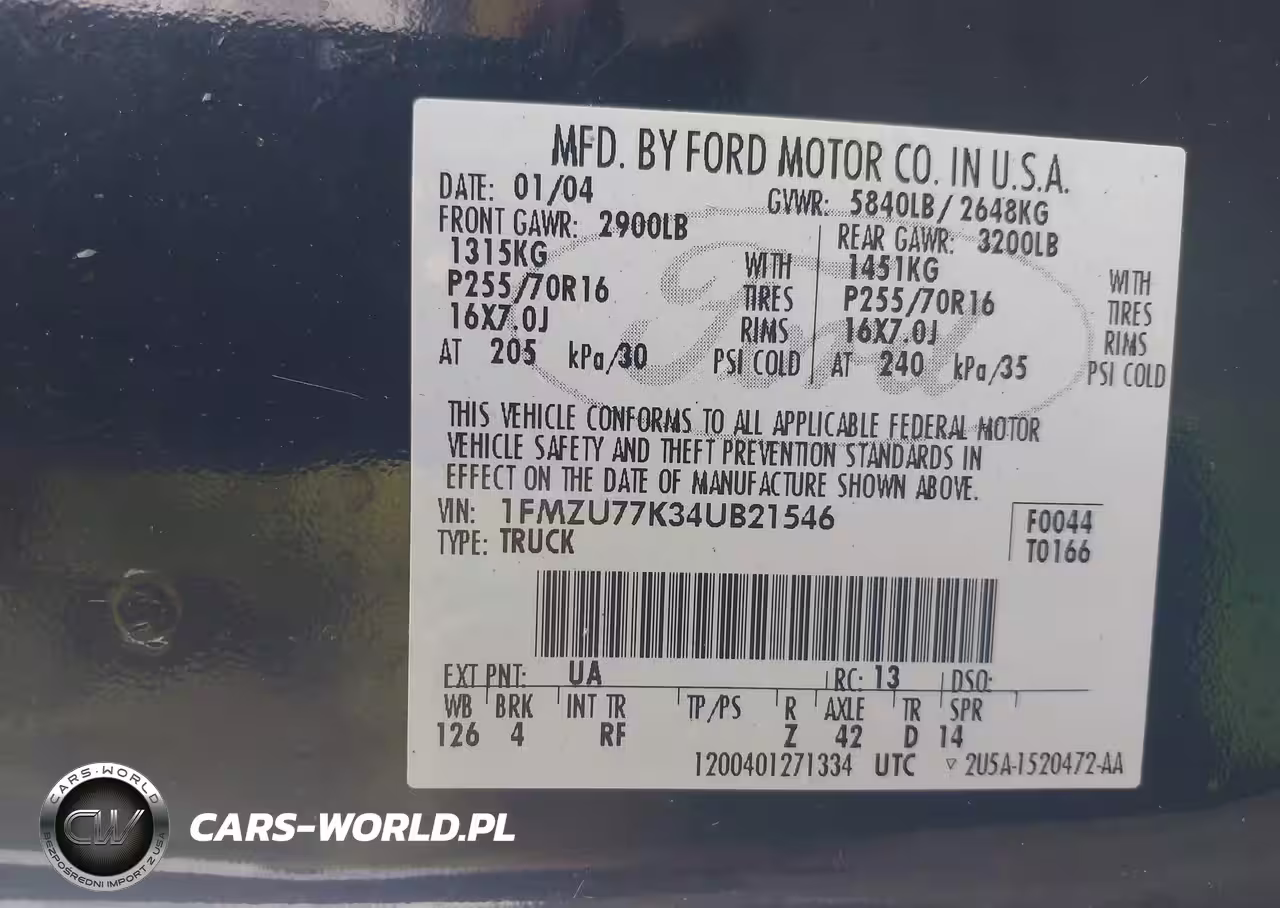 MFD. BY FORD MOTOR CO. IN U.S.A.
DATE: 01/04 GVWR: 5840LB/2648KG
FRONT GAWR: 2900LB REAR GAWR: 3200LB
1315KG WITH 1451KG WITH
P255/70R16 TIRES P255/70R16 TIRES
16X7.0J RIMS 16X7.0J RIMS
AT 205 kPa/30 PSI COLD AT 240 kPa/35 PSI COLD
Ford
THIS VEHICLE CONFORMS TO ALL APPLICABLE FEDERAL MOTOR
VEHICLE SAFETY AND THEFT PREVENTION STANDARDS IN
EFFECT ON THE DATE OF MANUFACTURE SHOWN ABOVE.
VIN: 1FMZU77K34UB21546 F0044
TYPE: TRUCK T0166
EXT PNT: UA RC: 13 DSO:
WB BRK INT TR TP/PS R AXLE TR SPR
126 4 RF Z 42 D 14
1200401271334 UTC ▿ 2U5A-1520472-AA
CARS-WORLD
CW
BEZPOŚREDNI IMPORT Z USA
CARS-WORLD.PL